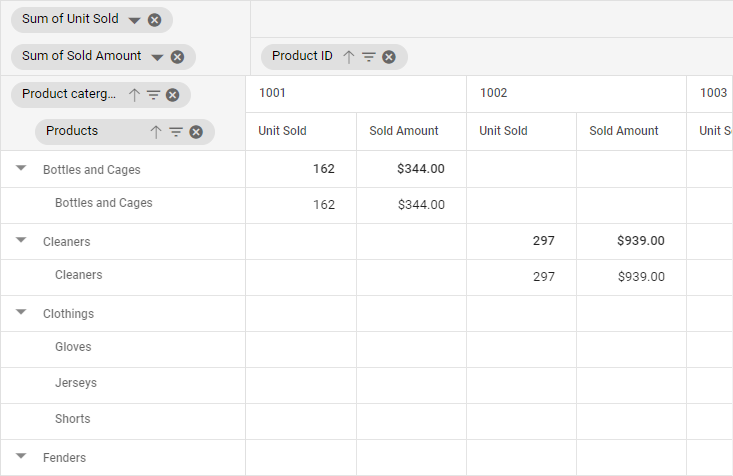 Sum of Unit Sold
Sum of Sold Amount
Product ID
Product caterg...
1001 1002 1003
Products
Unit Sold Sold Amount Unit Sold Sold Amount Unit S
Bottles and Cages 162 $344.00
Bottles and Cages 162 $344.00
Cleaners 297 $939.00
Cleaners 297 $939.00
Clothings
Gloves
Jerseys
Shorts
Fenders